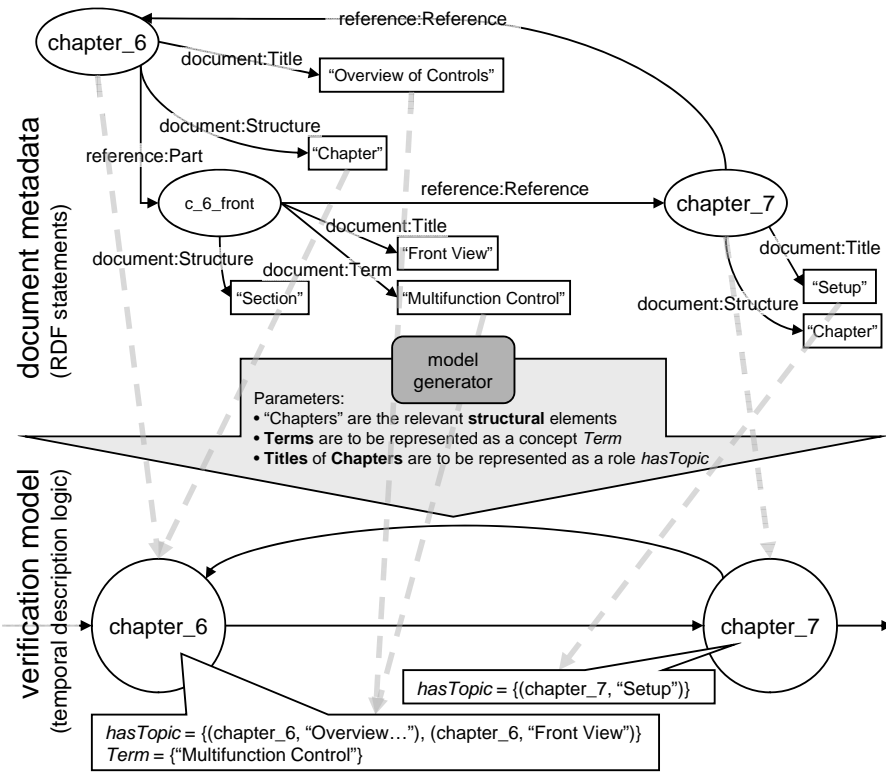 reference:Reference
chapter_6
document:Title
“Overview of Controls”
document:Structure
“Chapter”
reference:Part
reference:Reference
c_6_front
chapter_7
document:Title
document:Title
“Front View”
document:Structure
document:Term
“Section”
“Multifunction Control”
“Setup”
document:Structure
“Chapter”
document metadata
(RDF statements)
model
generator
Parameters:
• “Chapters” are the relevant structural elements
• Terms are to be represented as a concept Term
• Titles of Chapters are to be represented as a role hasTopic
verification model
(temporal description logic)
chapter_6
chapter_7
hasTopic = {(chapter_7, “Setup”)}
hasTopic = {(chapter_6, “Overview…”), (chapter_6, “Front View”)}
Term = {“Multifunction Control”}